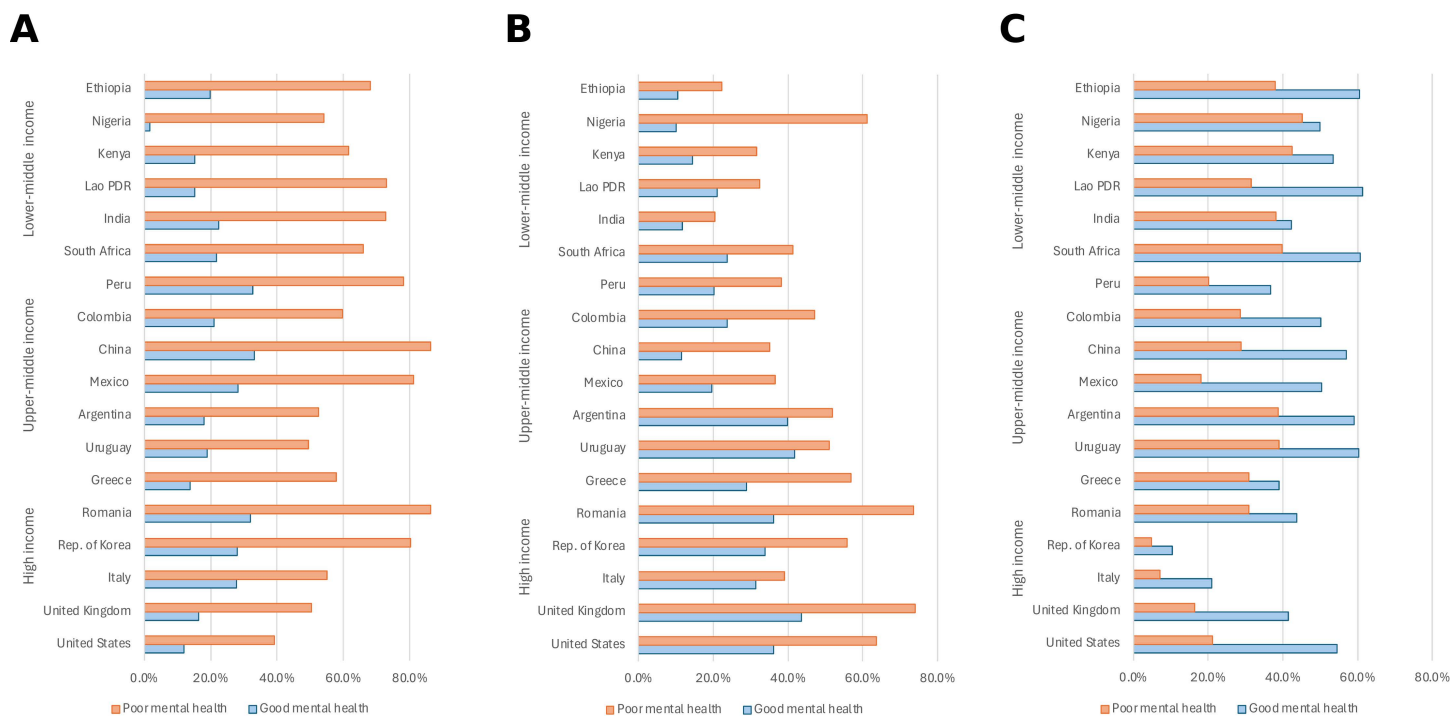 A
Lower-middle income
Upper-middle income
High income
Ethiopia
Nigeria
Kenya
Lao PDR
India
South Africa
Peru
Colombia
China
Mexico
Argentina
Uruguay
Greece
Romania
Rep. of Korea
Italy
United Kingdom
United States
0.0% 20.0% 40.0% 60.0% 80.0%
Poor mental health Good mental health
B
Lower-middle income
Upper-middle income
High income
Ethiopia
Nigeria
Kenya
Lao PDR
India
South Africa
Peru
Colombia
China
Mexico
Argentina
Uruguay
Greece
Romania
Rep. of Korea
Italy
United Kingdom
United States
0.0% 20.0% 40.0% 60.0% 80.0%
Poor mental health Good mental health
C
Lower-middle income
Upper-middle income
High income
Ethiopia
Nigeria
Kenya
Lao PDR
India
South Africa
Peru
Colombia
China
Mexico
Argentina
Uruguay
Greece
Romania
Rep. of Korea
Italy
United Kingdom
United States
0.0% 20.0% 40.0% 60.0% 80.0%
Poor mental health Good mental health